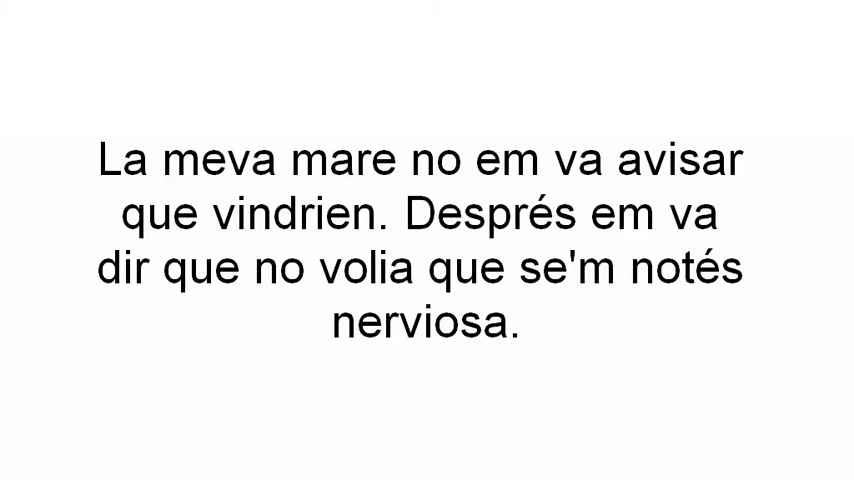 La meva mare no em va avisar
que vindrien. Després em va
dir que no volia que se'm notés
nerviosa.